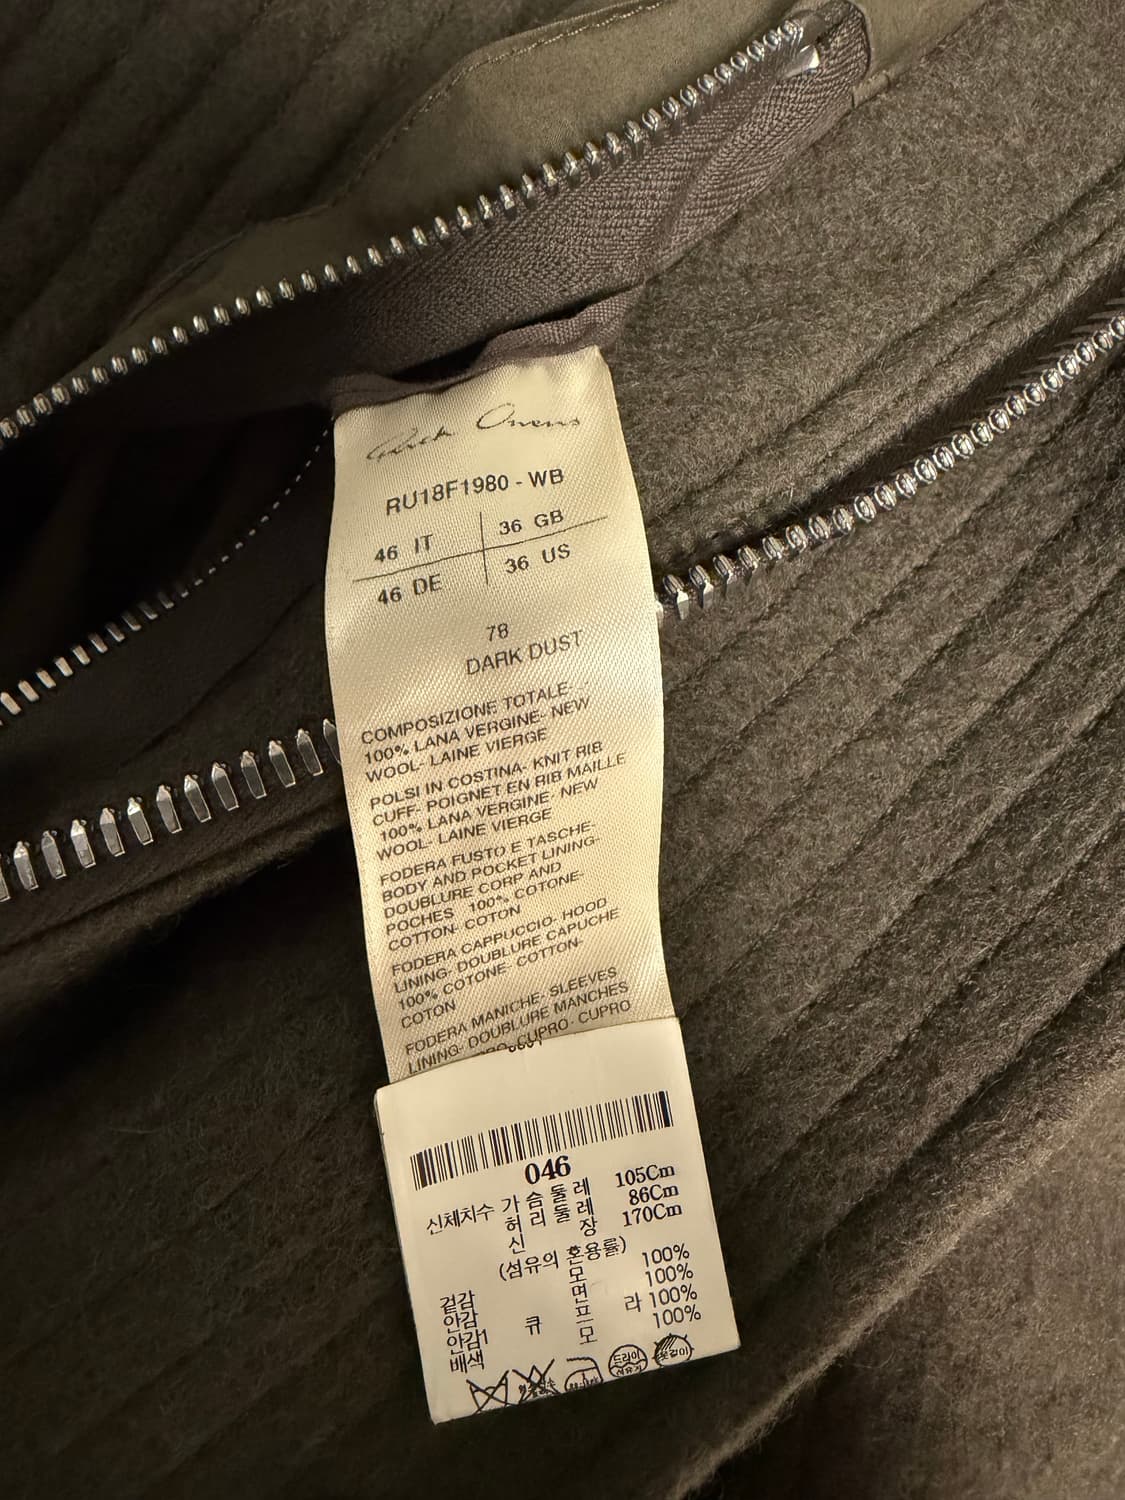 Rick Owens
RU18F1980 - WB
46 IT 36 GB
46 DE 36 US
78
DARK DUST
COMPOSIZIONE TOTALE-
100% LANA VERGINE- NEW
WOOL- LAINE VIERGE
POLSI IN COSTINA- KNIT RIB
CUFF- POIGNET EN RIB MAILLE
100% LANA VERGINE- NEW
WOOL- LAINE VIERGE
FODERA FUSTO E TASCHE-
BODY AND POCKET LINING-
DOUBLURE CORP AND
POCHES 100% COTONE-
COTTON- COTON
FODERA CAPPUCCIO- HOOD
LINING- DOUBLURE CAPUCHE
100% COTONE- COTTON-
COTON
FODERA MANICHE- SLEEVES
LINING- DOUBLURE MANCHES
CUPRO- CUPRO
046
신체치수 가슴둘레 105Cm
허리둘레 86Cm
신장 170Cm
(섬유의 혼용률)
겉감 모 100%
안감 면 100%
안감1 큐프라 100%
배색 모 100%
드라이
옷걸이